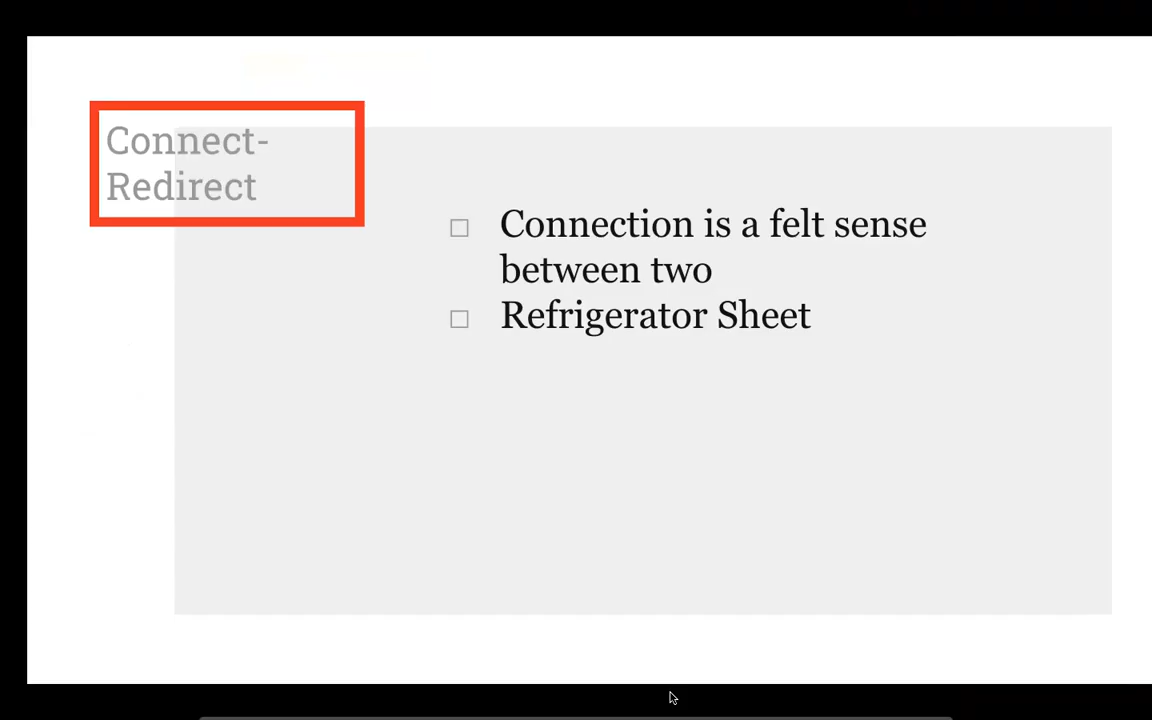 Connect-
Redirect
Connection is a felt sense
between two
Refrigerator Sheet